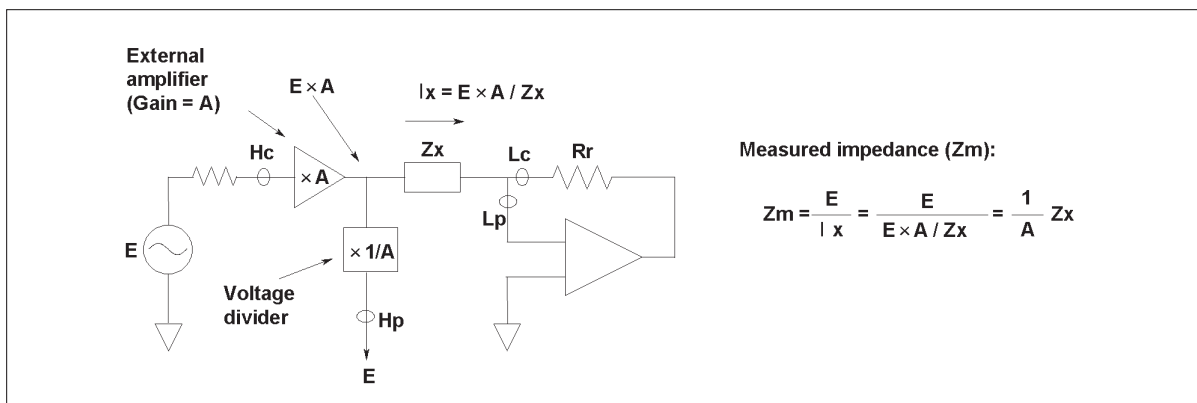 External
amplifier
(Gain = A)
E × A
Ix = E × A / Zx
Hc
× A
Zx
Lc
Rr
Lp
E
× 1/A
Voltage
divider
Hp
E
Measured impedance (Zm):
Zm = E / I x = E / E × A / Zx = 1 / A Zx